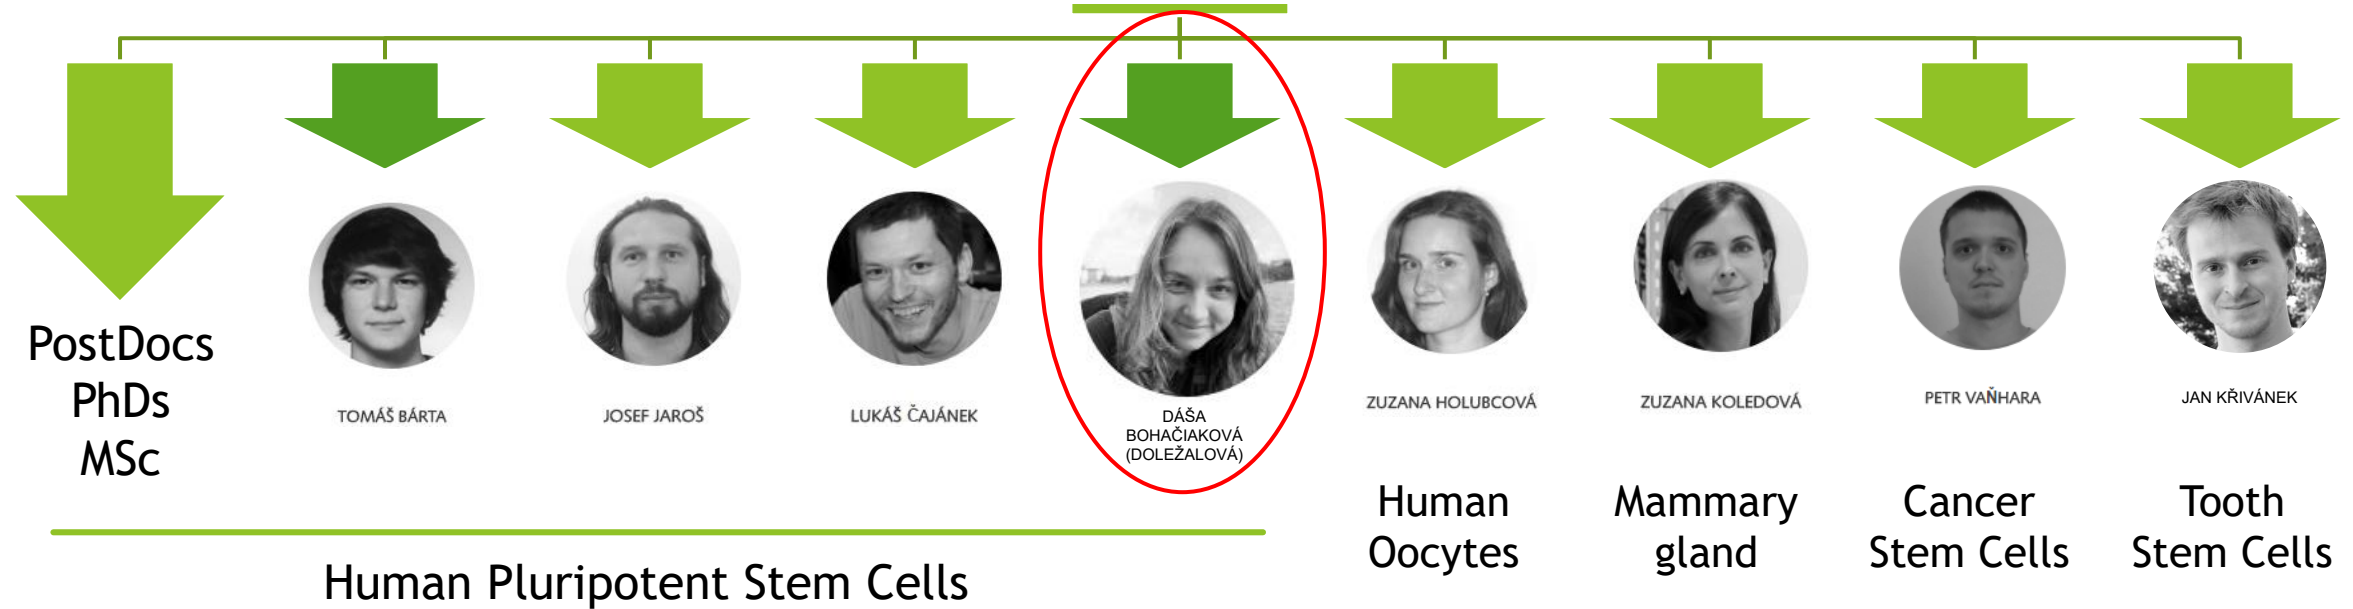 PostDocs
PhDs
MSc
TOMÁŠ BÁRTA
JOSEF JAROŠ
LUKÁŠ ČAJÁNEK
DÁŠA
BOHAČIAKOVÁ
(DOLEŽALOVÁ)
ZUZANA HOLUBCOVÁ
ZUZANA KOLEDOVÁ
PETR VAŇHARA
JAN KŘIVÁNEK
Human Pluripotent Stem Cells
Human
Oocytes
Mammary
gland
Cancer
Stem Cells
Tooth
Stem Cells